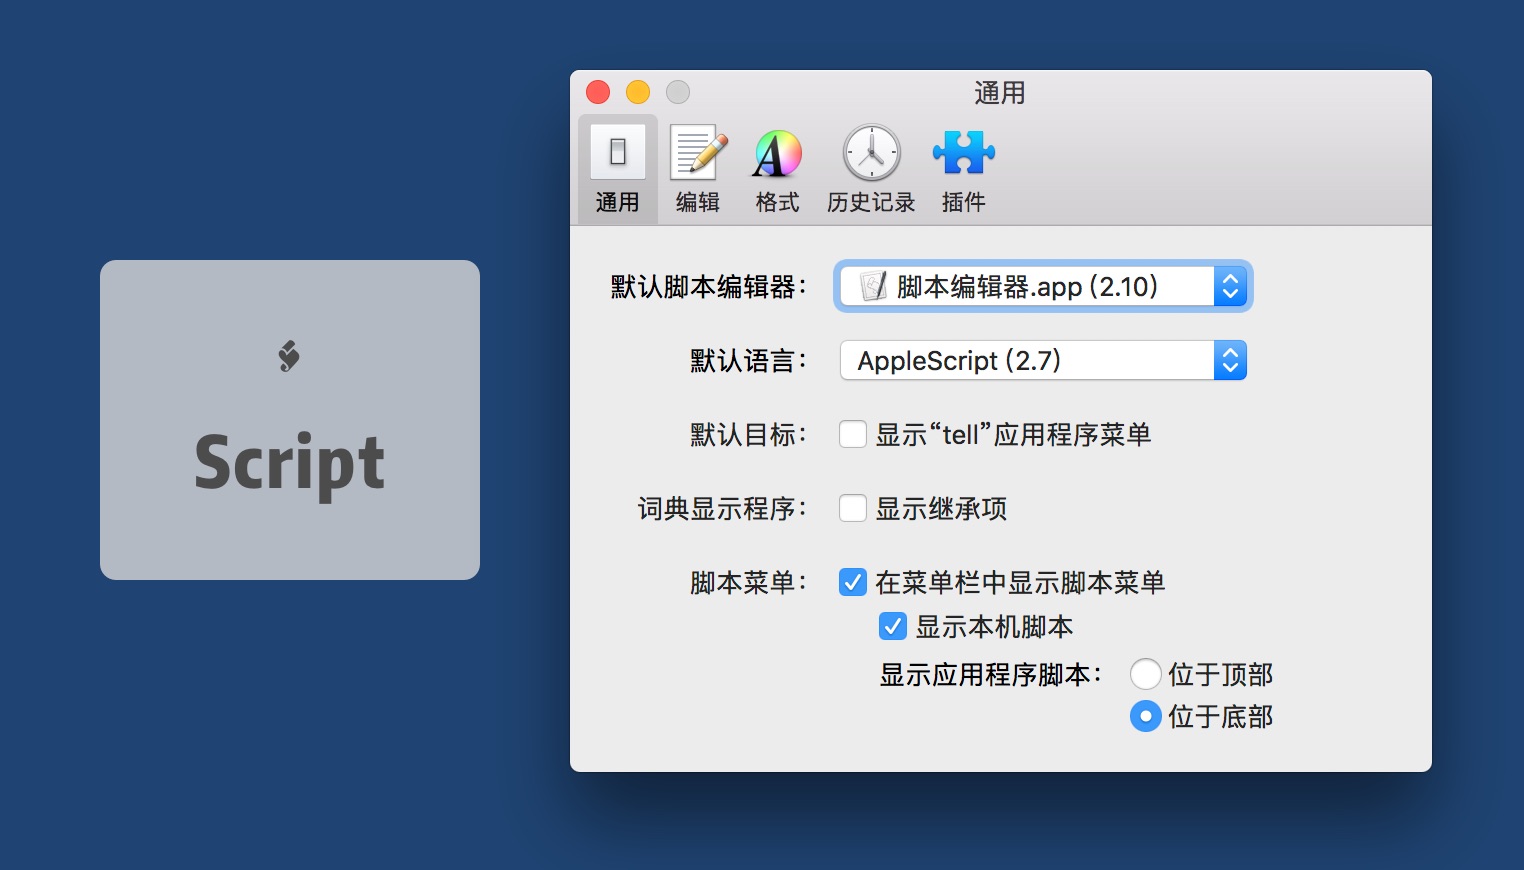 Script
通用
通用 编辑 格式 历史记录 插件
默认脚本编辑器： 脚本编辑器.app (2.10)
默认语言： AppleScript (2.7)
默认目标： 显示“tell”应用程序菜单
词典显示程序： 显示继承项
脚本菜单： 在菜单栏中显示脚本菜单
显示本机脚本
显示应用程序脚本： 位于顶部
位于底部